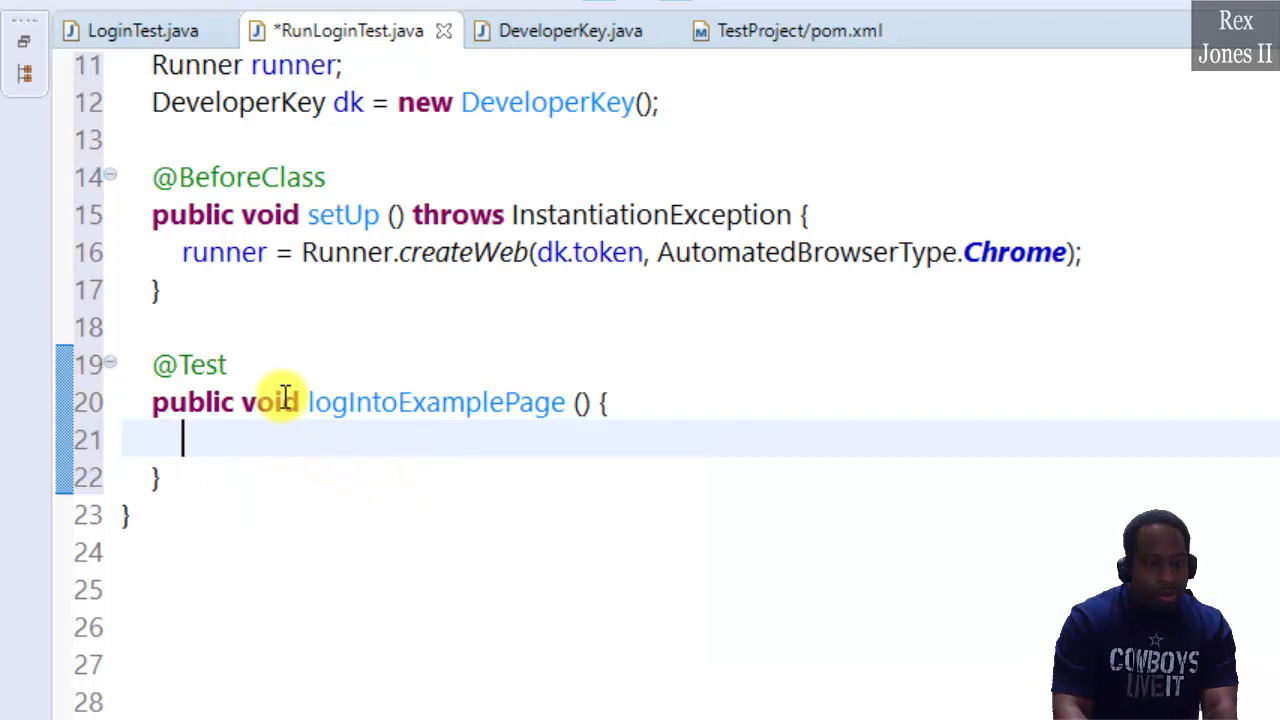 LoginTest.java *RunLoginTest.java DeveloperKey.java TestProject/pom.xml
Rex
Jones II
11 Runner runner;
12 DeveloperKey dk = new DeveloperKey();
13
14 @BeforeClass
15 public void setUp () throws InstantiationException {
16 runner = Runner.createWeb(dk.token, AutomatedBrowserType.Chrome);
17 }
18
19 @Test
20 public void logIntoExamplePage () {
21
22 }
23 }
24
25
26
27
28
COWBOYS
LIVE IT